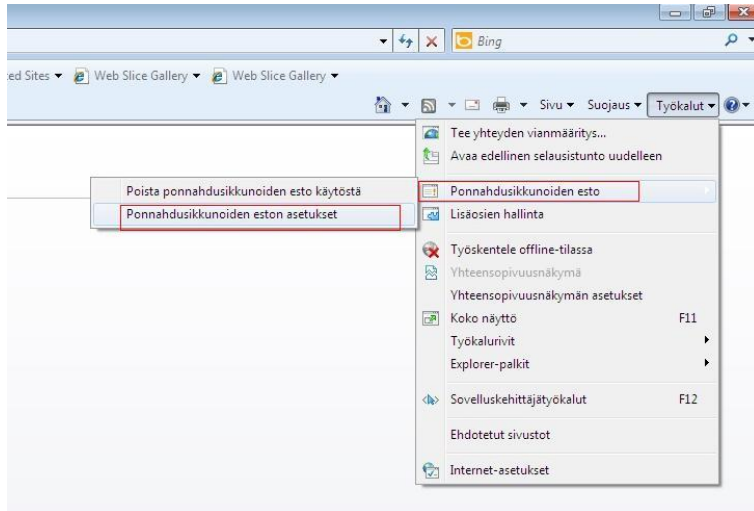 Bing
ed Sites Web Slice Gallery Web Slice Gallery
Sivu Suojaus Työkalut
Tee yhteyden vianmääritys...
Avaa edellinen selausistunto uudelleen
Poista ponnahdusikkunoiden esto käytöstä
Ponnahdusikkunoiden esto
Ponnahdusikkunoiden eston asetukset
Lisäosien hallinta
Työskentele offline-tilassa
Yhteensopivuusnäkymä
Yhteensopivuusnäkymän asetukset
Koko näyttö F11
Työkalurivit
Explorer-palkit
Sovelluskehittäjätyökalut F12
Ehdotetut sivustot
Internet-asetukset